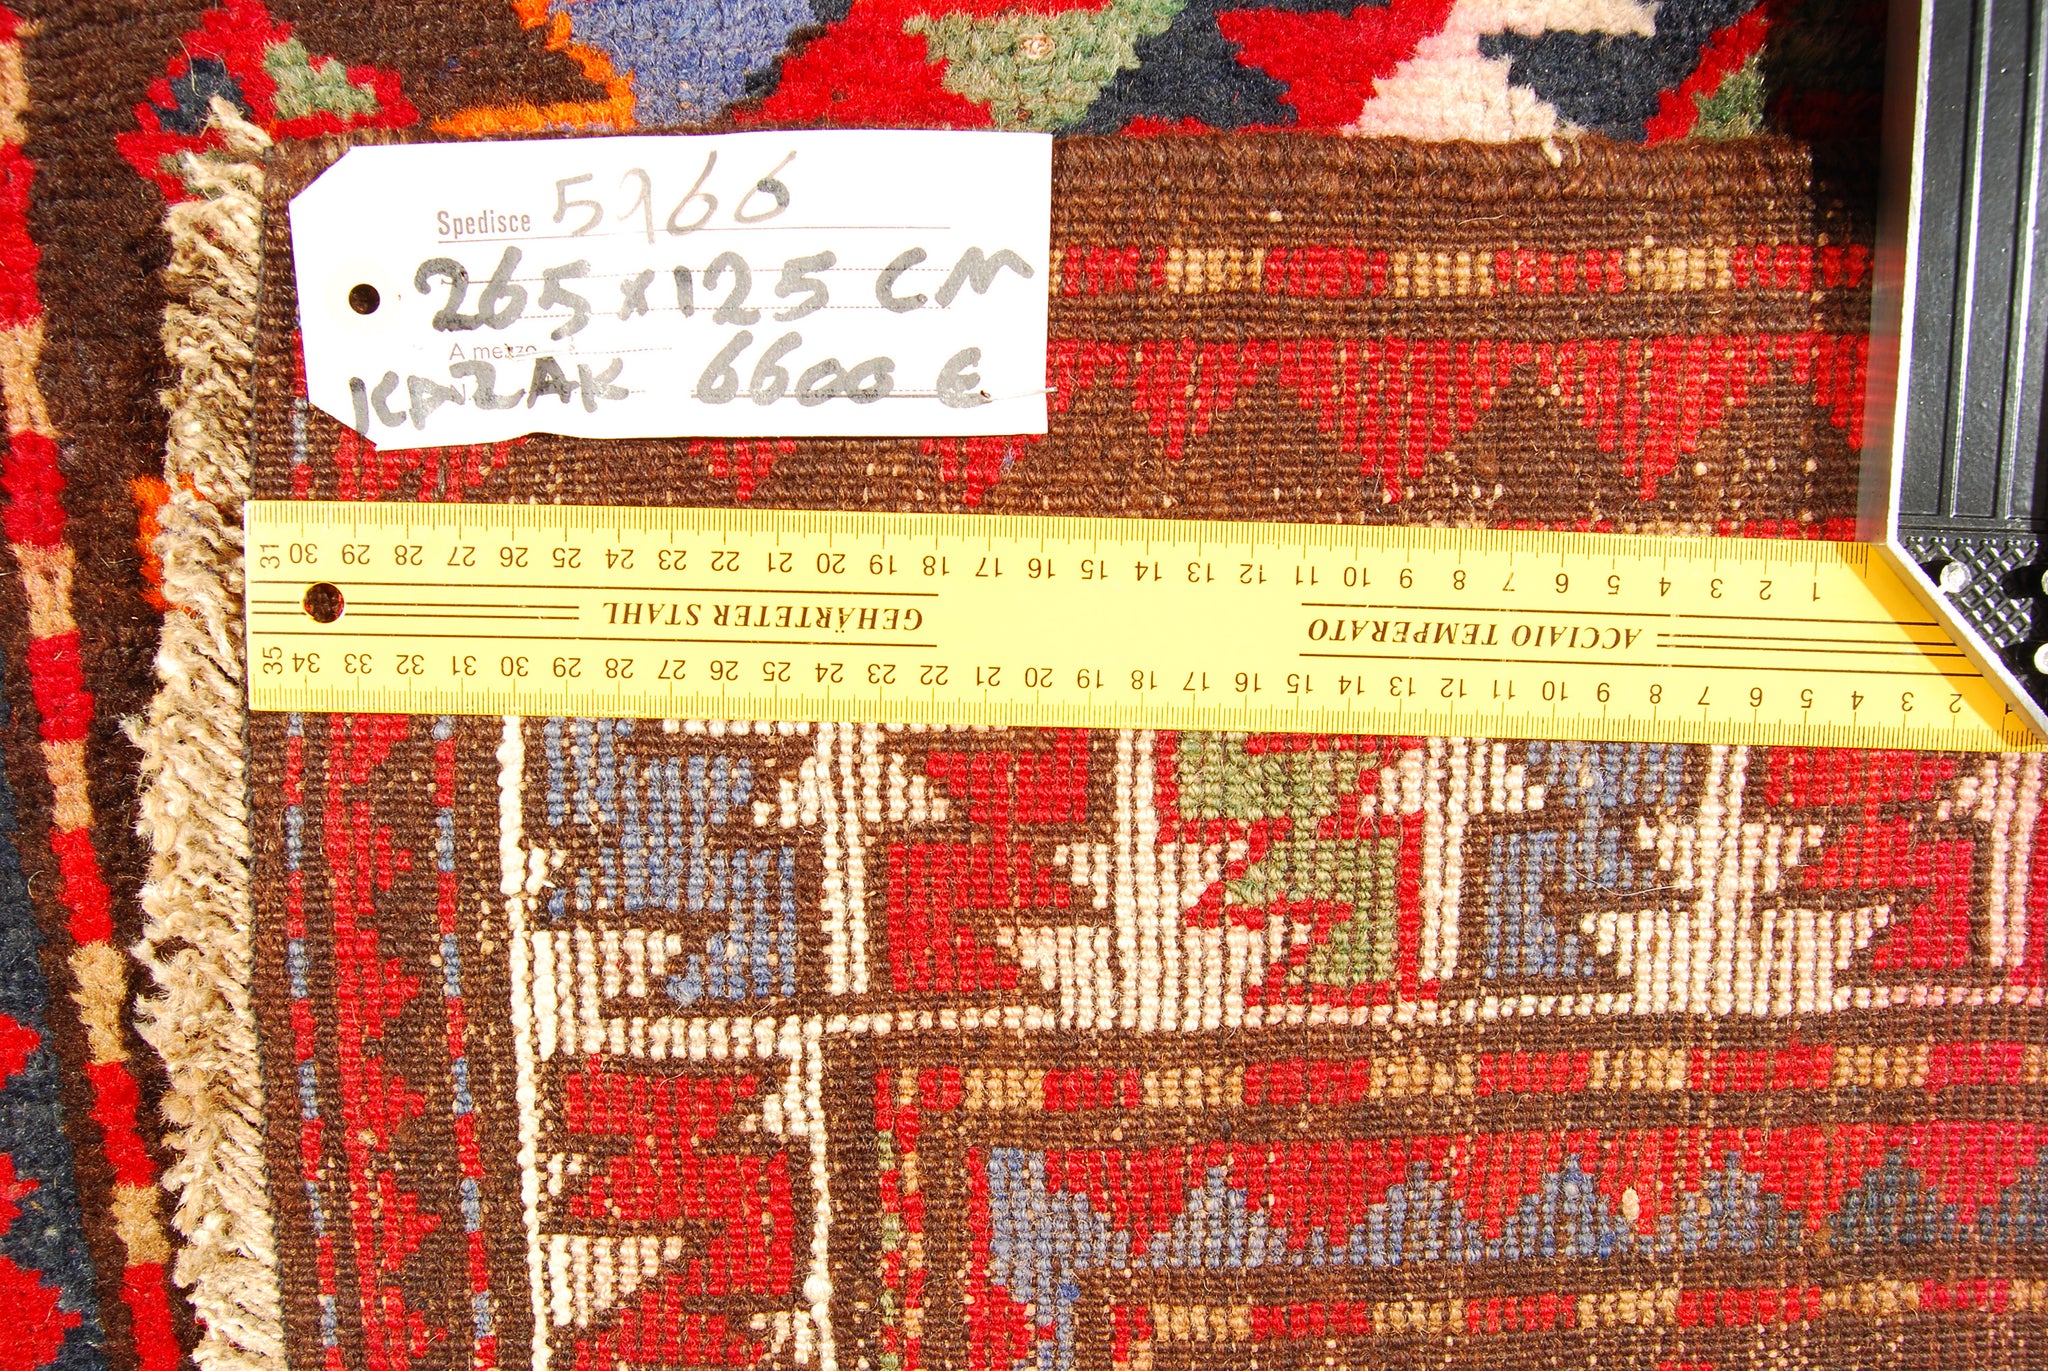 Spedisce 5966
265x125 CM
A mezzo
KAZAK 6600 €
31 30 29 28 27 26 25 24 23 22 21 20 19 18 17 16 15 14 13 12 11 10 9 8 7 6 5 4 3 2 1
GEHÄRTETER STAHL
ACCIAIO TEMPERATO
35 34 33 32 31 30 29 28 27 26 25 24 23 22 21 20 19 18 17 16 15 14 13 12 11 10 9 8 7 6 5 4 3 2 1